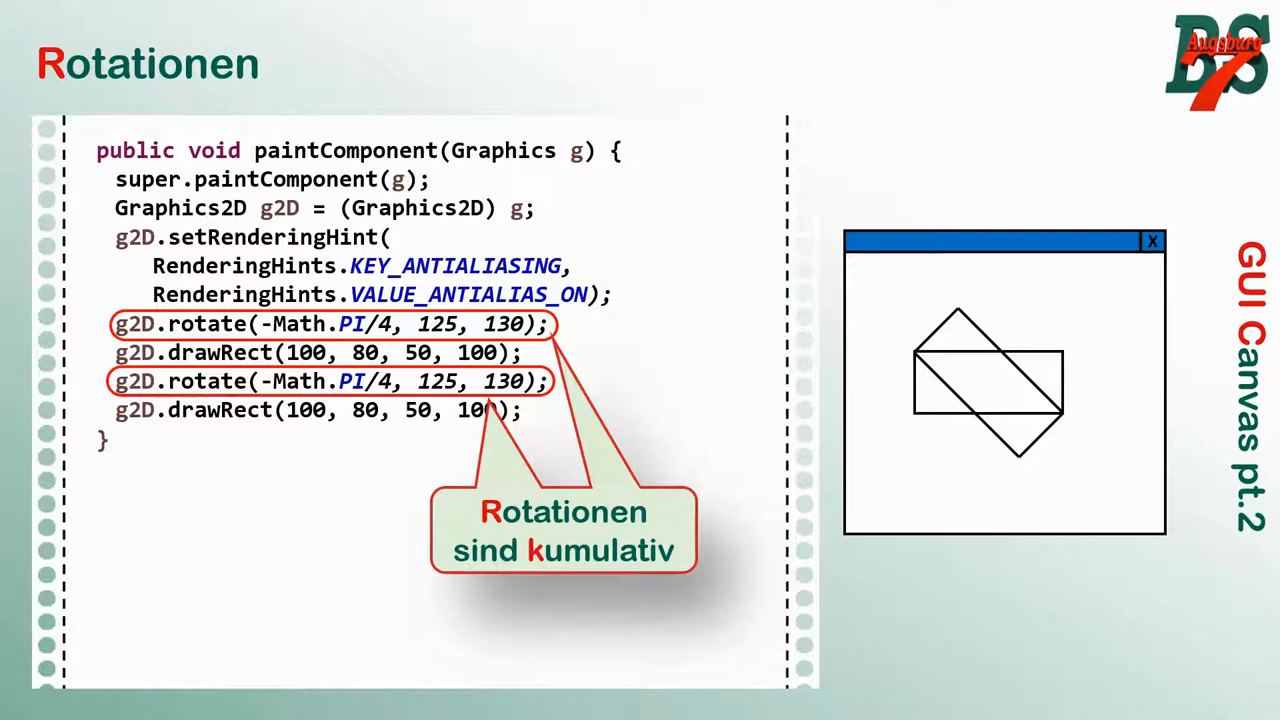 Rotationen
BS
Augsburg
7
public void paintComponent(Graphics g) {
super.paintComponent(g);
Graphics2D g2D = (Graphics2D) g;
g2D.setRenderingHint(
RenderingHints.KEY_ANTIALIASING,
RenderingHints.VALUE_ANTIALIAS_ON);
g2D.rotate(-Math.PI/4, 125, 130);
g2D.drawRect(100, 80, 50, 100);
g2D.rotate(-Math.PI/4, 125, 130);
g2D.drawRect(100, 80, 50, 100);
}
Rotationen
sind kumulativ
X
GUI Canvas pt.2